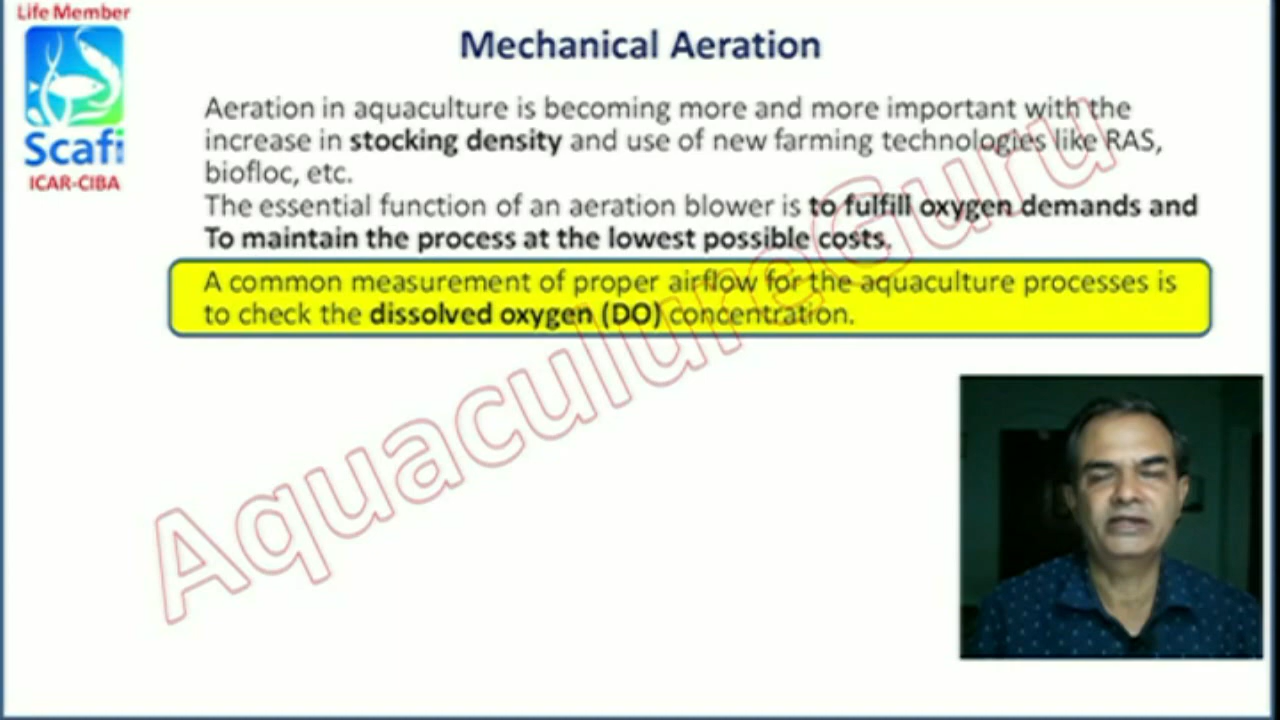 Life Member
Scafi
ICAR-CIBA
Mechanical Aeration
Aeration in aquaculture is becoming more and more important with the
increase in stocking density and use of new farming technologies like RAS,
biofloc, etc.
The essential function of an aeration blower is to fulfill oxygen demands and
To maintain the process at the lowest possible costs.
A common measurement of proper airflow for the aquaculture processes is
to check the dissolved oxygen (DO) concentration.
AquacultureGuru